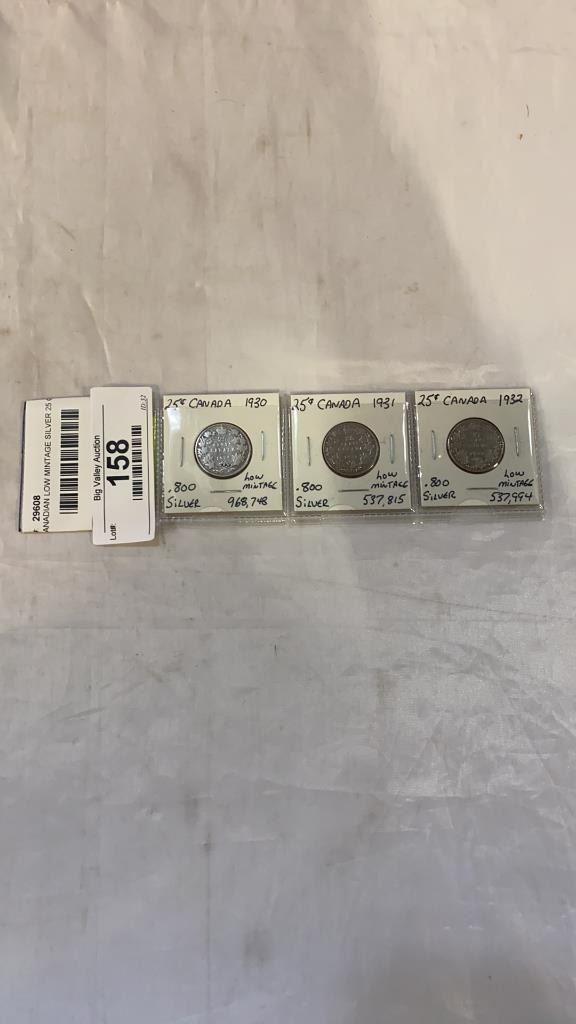 29608
ANADIAN LOW MINTAGE SILVER 25
Big Valley Auction
158
Lot#:
25¢ CANADA 1930
.800
SILVER
LOW
MINTAGE
968,748
25¢ CANADA 1931
.800
SILVER
LOW
MINTAGE
537,815
25¢ CANADA 1932
.800
SILVER
LOW
MINTAGE
537,994